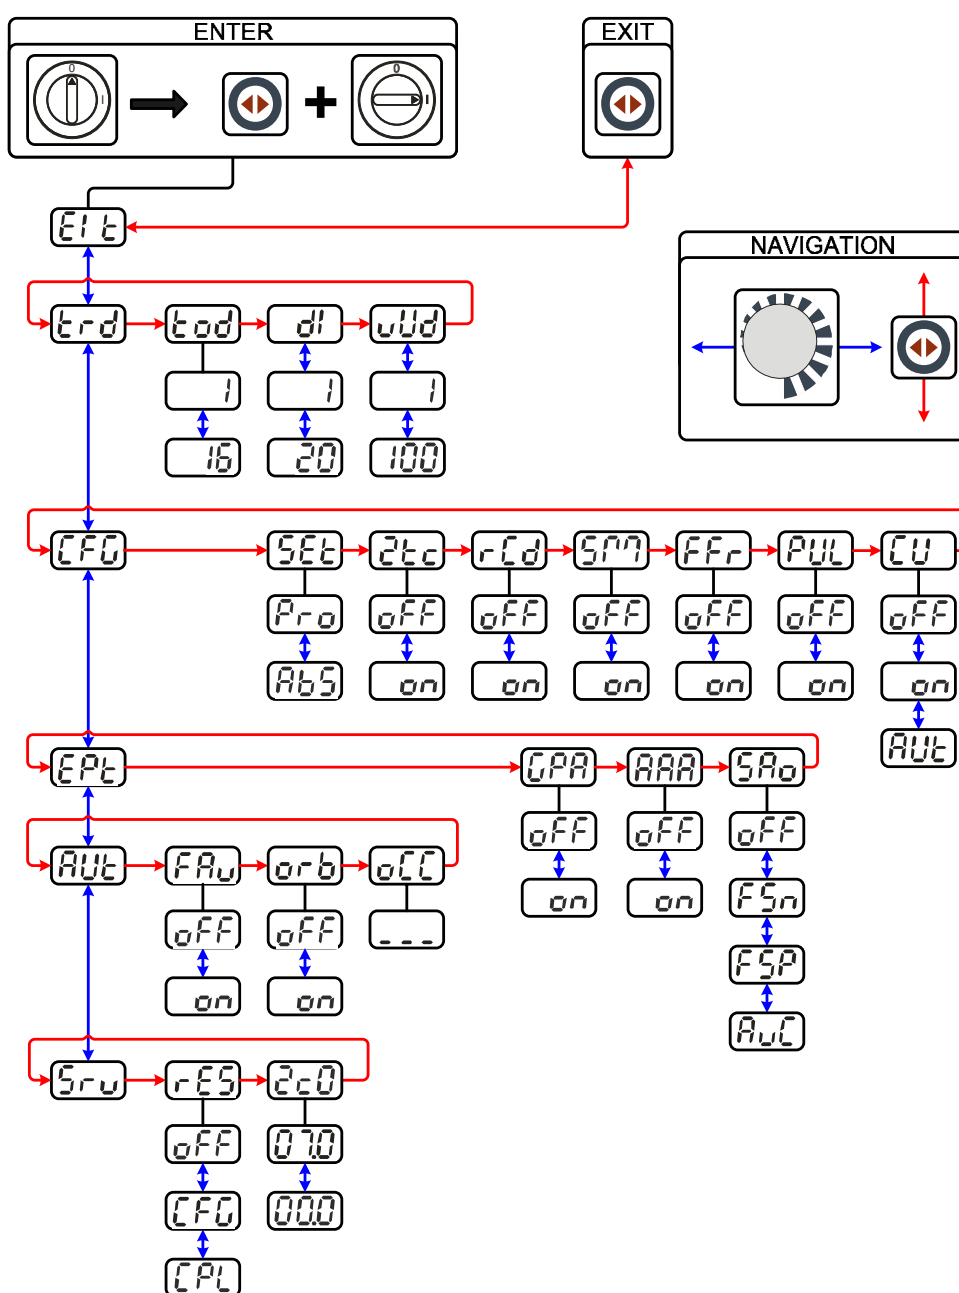 ENTER
EXIT
0
I
0
I
EIt
NAVIGATION
trd tod dI vUd
1 1 1
16 20 100
CFG SEt 2tc rCd SM FFr PUL CU
Pro oFF oFF oFF oFF oFF oFF
AbS on on on on on on
AUt
EPt GPA AAA SAo
oFF oFF oFF
on on FSn
FSP
AvC
AUt FAv orb oCC
oFF oFF _ _ _
on on
Srv rES 2c0
oFF 07.0
CFG 00.0
CPL